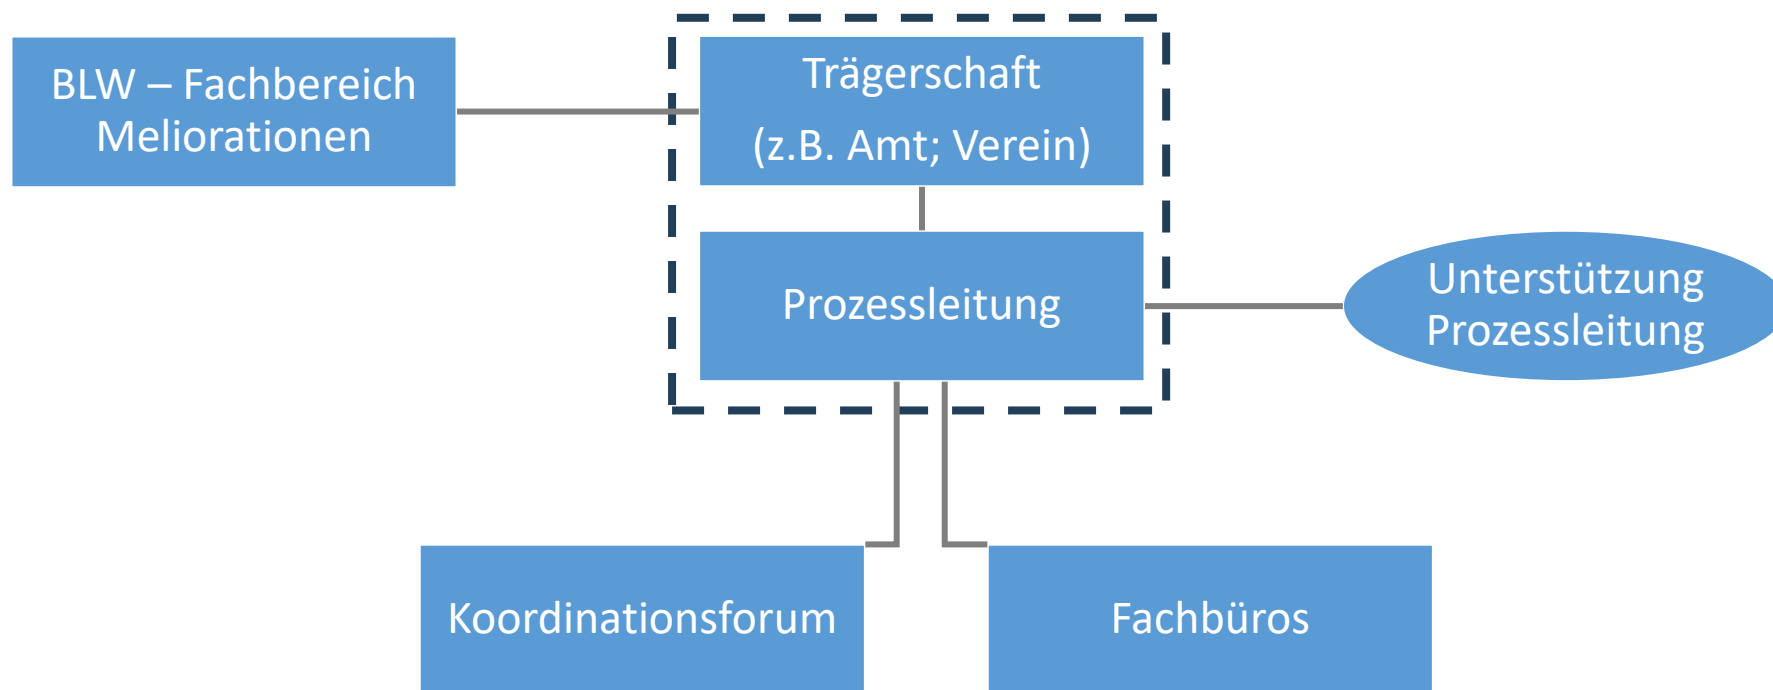 BLW – Fachbereich
Meliorationen
Trägerschaft
(z.B. Amt; Verein)
Prozessleitung
Unterstützung
Prozessleitung
Koordinationsforum
Fachbüros